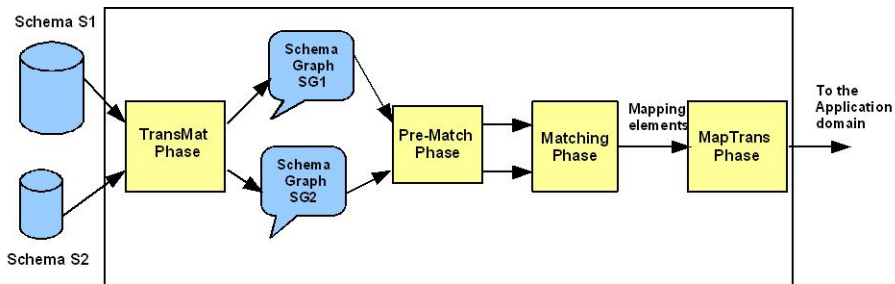 Schema S1
Schema S2
TransMat
Phase
Schema
Graph
SG1
Schema
Graph
SG2
Pre-Match
Phase
Matching
Phase
Mapping
elements
MapTrans
Phase
To the
Application
domain